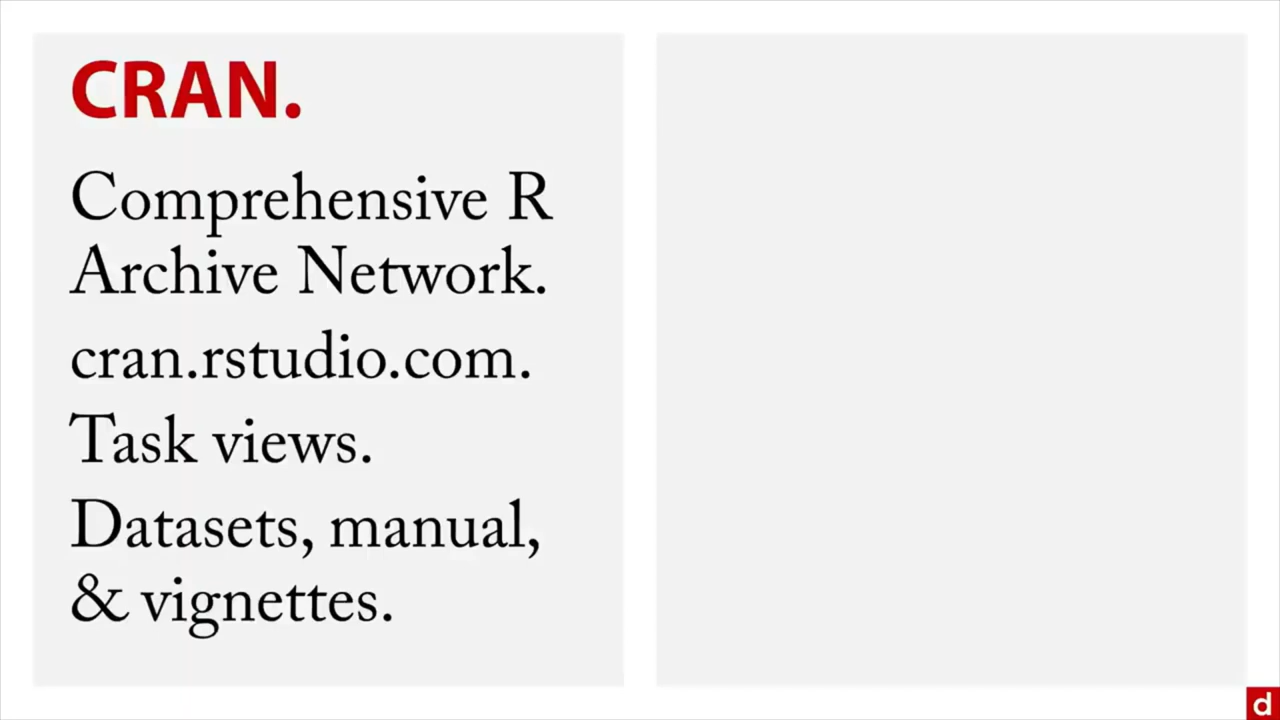 CRAN.
Comprehensive R
Archive Network.
cran.rstudio.com.
Task views.
Datasets, manual,
& vignettes.
d